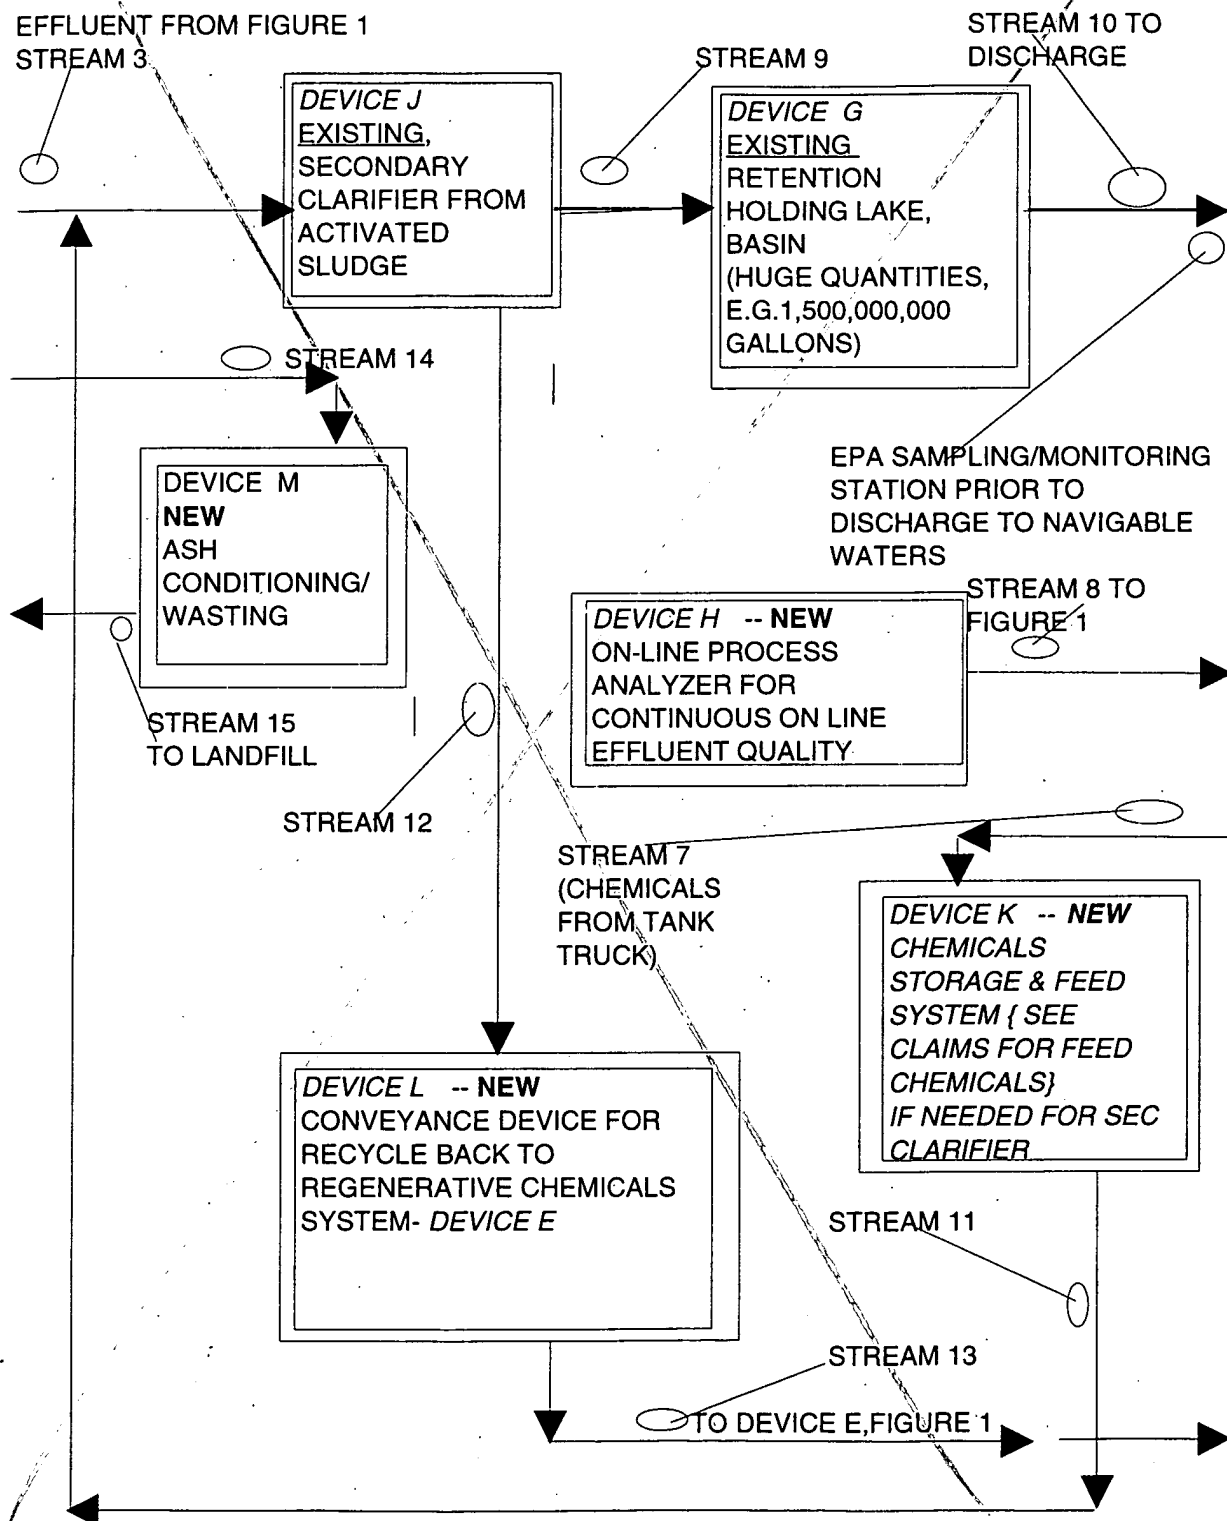 EFFLUENT FROM FIGURE 1
STREAM 3
STREAM 9
STREAM 10 TO
DISCHARGE
DEVICE J
EXISTING,
SECONDARY
CLARIFIER FROM
ACTIVATED
SLUDGE
DEVICE G
EXISTING
RETENTION
HOLDING LAKE,
BASIN
(HUGE QUANTITIES,
E.G.1,500,000,000
GALLONS)
STREAM 14
EPA SAMPLING/MONITORING
STATION PRIOR TO
DISCHARGE TO NAVIGABLE
WATERS
DEVICE M
NEW
ASH
CONDITIONING/
WASTING
STREAM 8 TO
FIGURE 1
DEVICE H -- NEW
ON-LINE PROCESS
ANALYZER FOR
CONTINUOUS ON LINE
EFFLUENT QUALITY
STREAM 15
TO LANDFILL
STREAM 12
STREAM 7
(CHEMICALS
FROM TANK
TRUCK)
DEVICE K -- NEW
CHEMICALS
STORAGE & FEED
SYSTEM { SEE
CLAIMS FOR FEED
CHEMICALS}
IF NEEDED FOR SEC
CLARIFIER
DEVICE L -- NEW
CONVEYANCE DEVICE FOR
RECYCLE BACK TO
REGENERATIVE CHEMICALS
SYSTEM- DEVICE E
STREAM 11
STREAM 13
TO DEVICE E,FIGURE 1